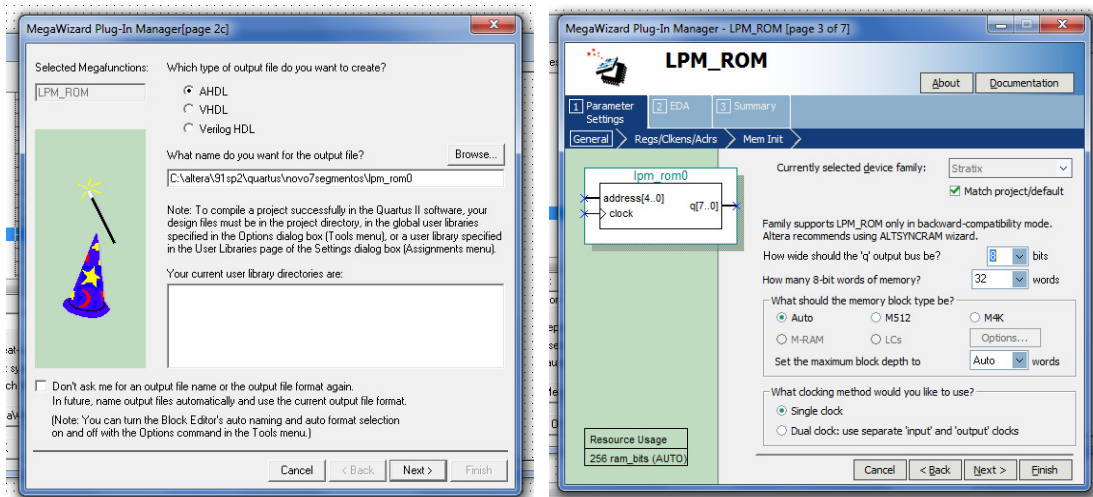 MegaWizard Plug-In Manager[page 2c]
Selected Megafunctions:
LPM_ROM
Which type of output file do you want to create?
AHDL
VHDL
Verilog HDL
What name do you want for the output file?
Browse...
C:\altera\91sp2\quartus\novo7segmentos\lpm_rom0
Note: To compile a project successfully in the Quartus II software, your
design files must be in the project directory, in the global user libraries
specified in the Options dialog box (Tools menu), or a user library specified
in the User Libraries page of the Settings dialog box (Assignments menu).
Your current user library directories are:
Don't ask me for an output file name or the output file format again.
In future, name output files automatically and use the current output file format.
(Note: You can turn the Block Editor's auto naming and auto format selection
on and off with the Options command in the Tools menu.)
Cancel
< Back
Next >
Finish
MegaWizard Plug-In Manager - LPM_ROM [page 3 of 7]
LPM_ROM
About
Documentation
1 Parameter
Settings
2 EDA
3 Summary
General
Regs/Clkens/Adrs
Mem Init
lpm_rom0
address[4..0]
clock
q[7..0]
Resource Usage
256 ram_bits (AUTO)
Currently selected device family:
Stratix
Match project/default
Family supports LPM_ROM only in backward-compatibility mode.
Altera recommends using ALTSYNCRAM wizard.
How wide should the 'q' output bus be?
8
bits
How many 8-bit words of memory?
32
words
What should the memory block type be?
Auto
M512
M4K
M-RAM
LCs
Options...
Set the maximum block depth to
Auto
words
What clocking method would you like to use?
Single clock
Dual clock: use separate 'input' and 'output' clocks
Cancel
< Back
Next >
Finish